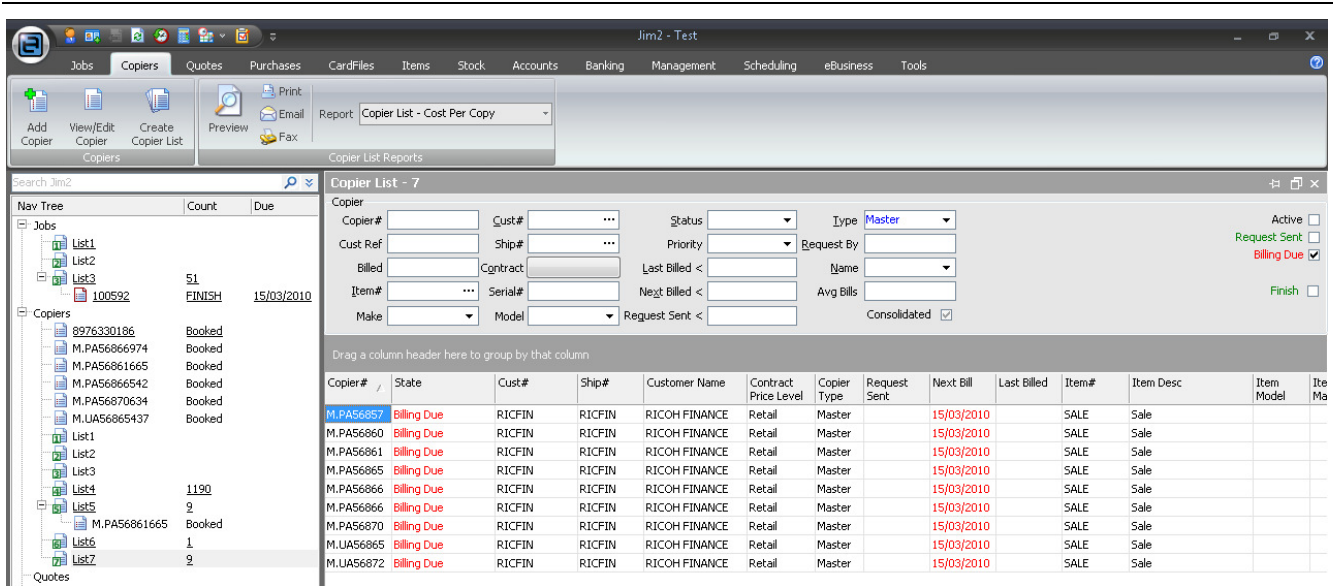 Jim2 - Test
Jobs Copiers Quotes Purchases CardFiles Items Stock Accounts Banking Management Scheduling eBusiness Tools
Add Copier
View/Edit Copier
Create Copier List
Preview
Print
Email
Fax
Report Copier List - Cost Per Copy
Copiers
Copier List Reports
Search Jim2
Nav Tree Count Due
Jobs
List1
List2
List3 51
100592 FINISH 15/03/2010
Copiers
8976330186 Booked
M.PA56866974 Booked
M.PA56861665 Booked
M.PA56866542 Booked
M.PA56870634 Booked
M.UA56865437 Booked
List1
List2
List3
List4 1190
List5 9
M.PA56861665 Booked
List6 1
List7 9
Quotes
Copier List - 7
Copier
Copier# Cust# ... Status Type Master Active
Cust Ref Ship# ... Priority Request By Request Sent
Billed Contract Last Billed < Name Billing Due
Item# ... Serial# Next Billed < Avg Bills Finish
Make Model Request Sent < Consolidated
Drag a column header here to group by that column
Copier# / State Cust# Ship# Customer Name Contract Price Level Copier Type Request Sent Next Bill Last Billed Item# Item Desc Item Model Ite Ma
M.PA56857 Billing Due RICFIN RICFIN RICOH FINANCE Retail Master 15/03/2010 SALE Sale
M.PA56860 Billing Due RICFIN RICFIN RICOH FINANCE Retail Master 15/03/2010 SALE Sale
M.PA56861 Billing Due RICFIN RICFIN RICOH FINANCE Retail Master 15/03/2010 SALE Sale
M.PA56865 Billing Due RICFIN RICFIN RICOH FINANCE Retail Master 15/03/2010 SALE Sale
M.PA56866 Billing Due RICFIN RICFIN RICOH FINANCE Retail Master 15/03/2010 SALE Sale
M.PA56866 Billing Due RICFIN RICFIN RICOH FINANCE Retail Master 15/03/2010 SALE Sale
M.PA56870 Billing Due RICFIN RICFIN RICOH FINANCE Retail Master 15/03/2010 SALE Sale
M.UA56865 Billing Due RICFIN RICFIN RICOH FINANCE Retail Master 15/03/2010 SALE Sale
M.UA56872 Billing Due RICFIN RICFIN RICOH FINANCE Retail Master 15/03/2010 SALE Sale